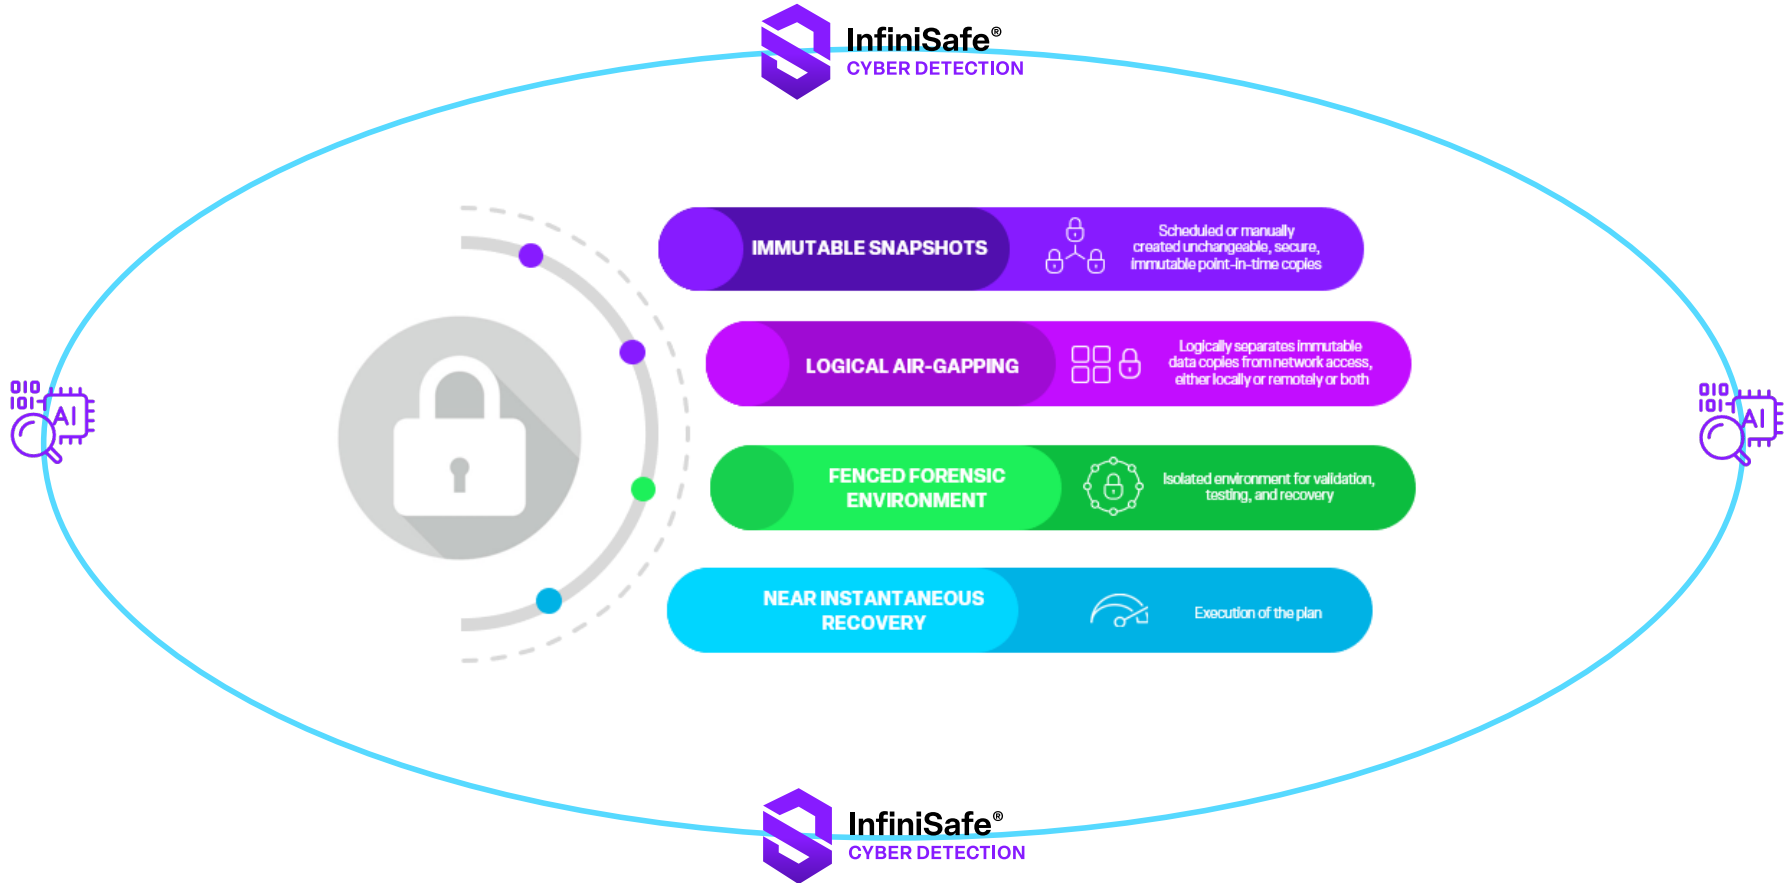 InfiniSafe®
CYBER DETECTION
IMMUTABLE SNAPSHOTS
Scheduled or manually
created unchangeable, secure,
immutable point-in-time copies
LOGICAL AIR-GAPPING
Logically separates immutable
data copies from network access,
either locally or remotely or both
010
101
AI
010
101
AI
FENCED FORENSIC
ENVIRONMENT
Isolated environment for validation,
testing, and recovery
NEAR INSTANTANEOUS
RECOVERY
Execution of the plan
InfiniSafe®
CYBER DETECTION